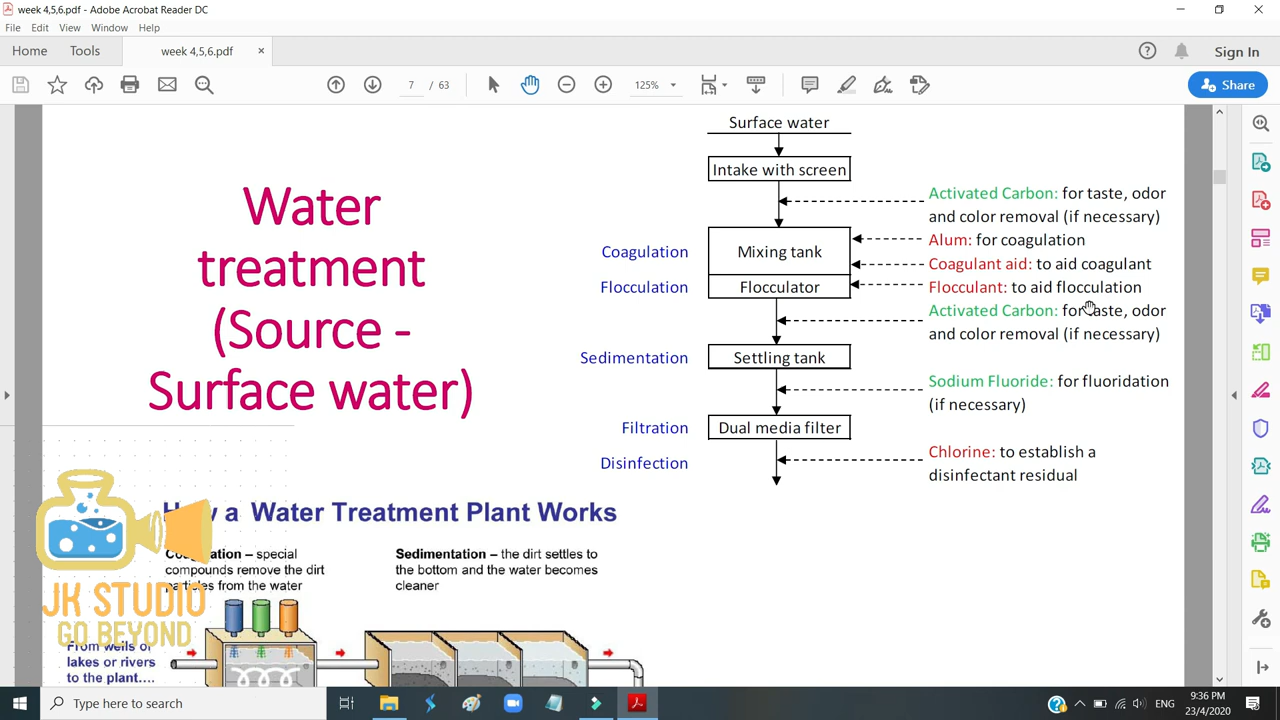 week 4,5,6.pdf - Adobe Acrobat Reader DC
File Edit View Window Help
Home Tools week 4,5,6.pdf × Sign In
7 / 63 125% Share
Water
treatment
(Source -
Surface water)
Surface water
Intake with screen
Activated Carbon: for taste, odor
and color removal (if necessary)
Coagulation Mixing tank Alum: for coagulation
Coagulant aid: to aid coagulant
Flocculation Flocculator Flocculant: to aid flocculation
Activated Carbon: for taste, odor
and color removal (if necessary)
Sedimentation Settling tank
Sodium Fluoride: for fluoridation
(if necessary)
Filtration Dual media filter
Disinfection Chlorine: to establish a
disinfectant residual
How a Water Treatment Plant Works
Coagulation – special
compounds remove the dirt
particles from the water
Sedimentation – the dirt settles to
the bottom and the water becomes
cleaner
JK STUDIO
GO BEYOND
From wells or
lakes or rivers
to the plant....
Type here to search
ENG
9:36 PM
23/4/2020